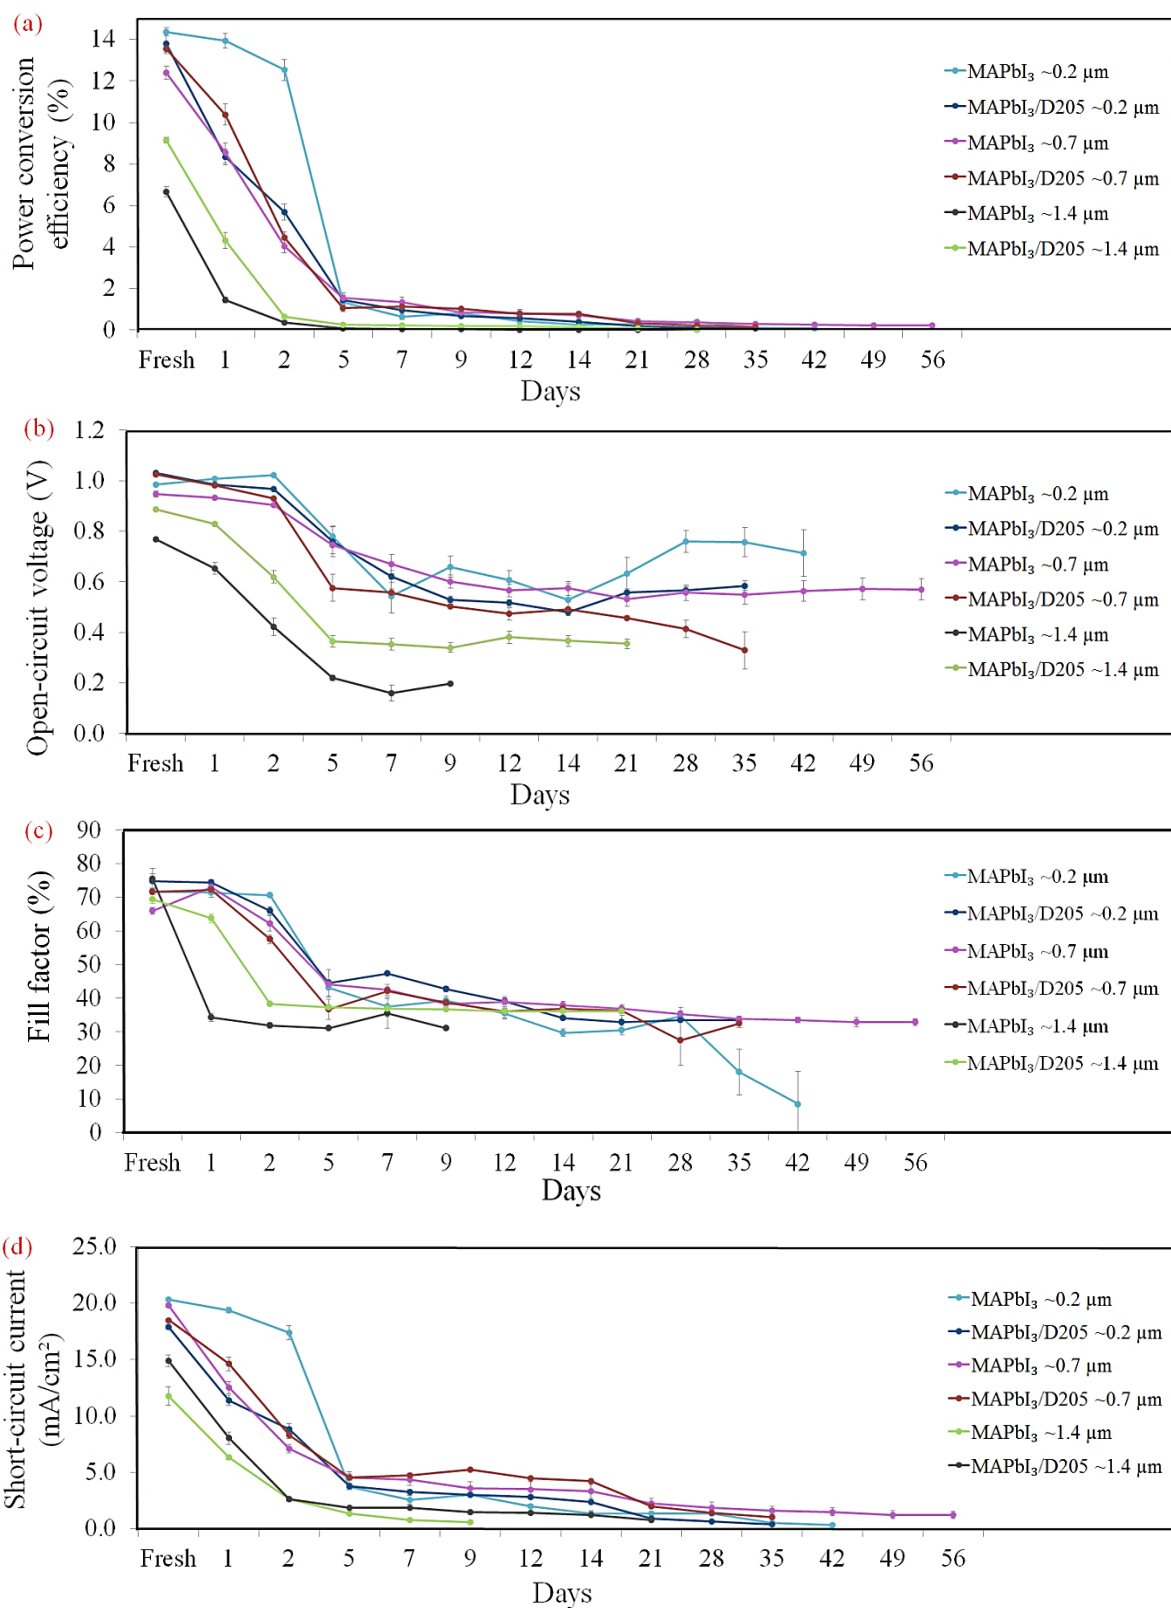 (a)
Power conversion
efficiency (%)
14
12
10
8
6
4
2
0
MAPbI₃ ~0.2 µm
MAPbI₃/D205 ~0.2 µm
MAPbI₃ ~0.7 µm
MAPbI₃/D205 ~0.7 µm
MAPbI₃ ~1.4 µm
MAPbI₃/D205 ~1.4 µm
Fresh 1 2 5 7 9 12 14 21 28 35 42 49 56
Days
(b)
Open-circuit voltage (V)
1.2
1.0
0.8
0.6
0.4
0.2
0.0
MAPbI₃ ~0.2 µm
MAPbI₃/D205 ~0.2 µm
MAPbI₃ ~0.7 µm
MAPbI₃/D205 ~0.7 µm
MAPbI₃ ~1.4 µm
MAPbI₃/D205 ~1.4 µm
Fresh 1 2 5 7 9 12 14 21 28 35 42 49 56
Days
(c)
Fill factor (%)
90
80
70
60
50
40
30
20
10
0
MAPbI₃ ~0.2 µm
MAPbI₃/D205 ~0.2 µm
MAPbI₃ ~0.7 µm
MAPbI₃/D205 ~0.7 µm
MAPbI₃ ~1.4 µm
MAPbI₃/D205 ~1.4 µm
Fresh 1 2 5 7 9 12 14 21 28 35 42 49 56
Days
(d)
Short-circuit current
(mA/cm²)
25.0
20.0
15.0
10.0
5.0
0.0
MAPbI₃ ~0.2 µm
MAPbI₃/D205 ~0.2 µm
MAPbI₃ ~0.7 µm
MAPbI₃/D205 ~0.7 µm
MAPbI₃ ~1.4 µm
MAPbI₃/D205 ~1.4 µm
Fresh 1 2 5 7 9 12 14 21 28 35 42 49 56
Days